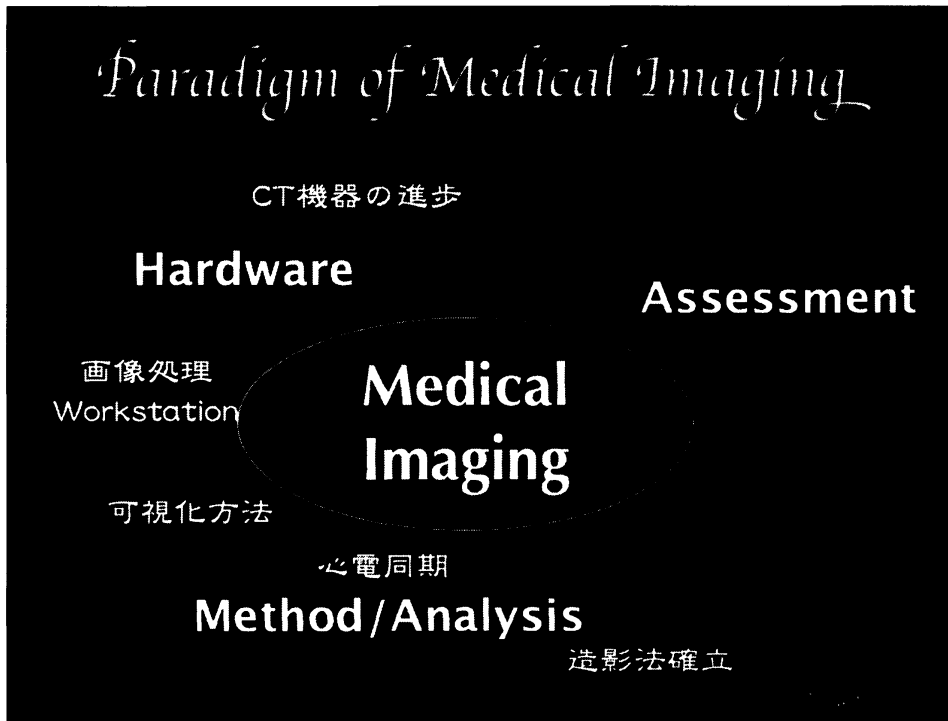 Paradigm of Medical Imaging
CT機器の進歩
Hardware
Assessment
画像処理
Workstation
Medical
Imaging
可視化方法
心電同期
Method/Analysis
造影法確立